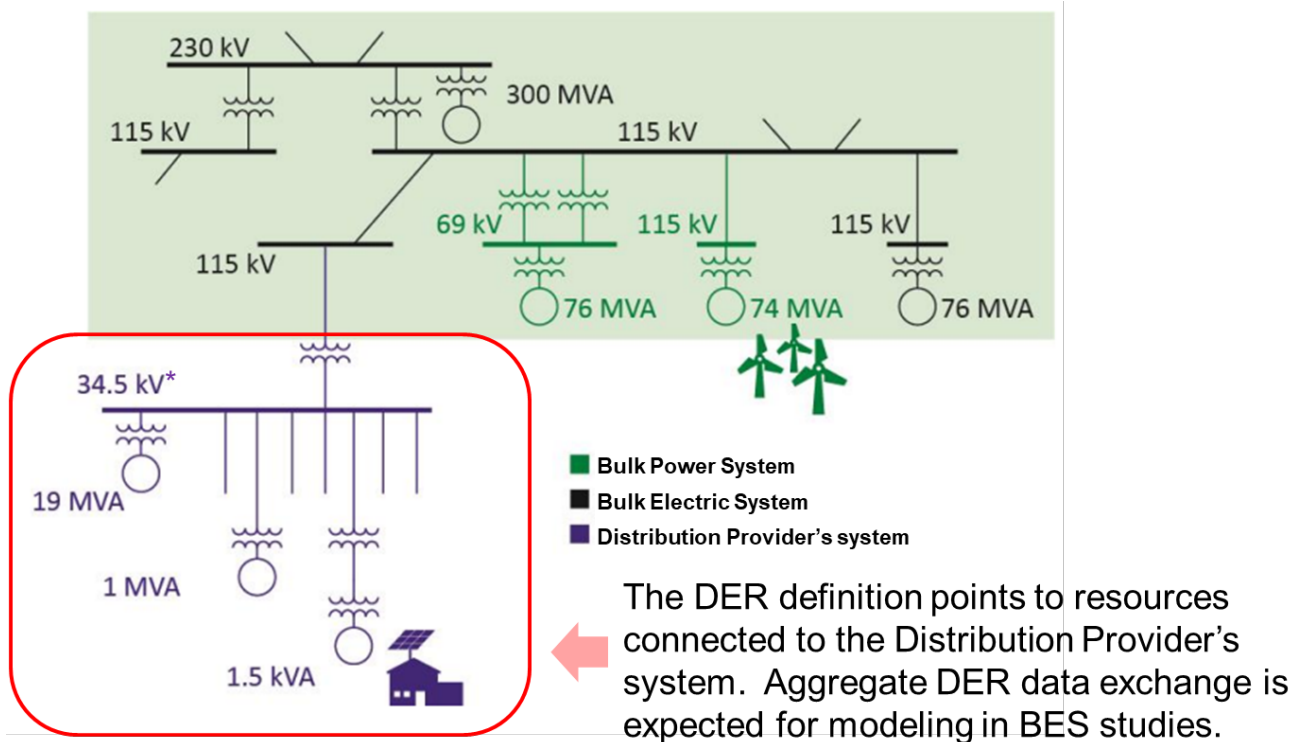 230 kV
300 MVA
115 kV
115 kV
69 kV
115 kV
115 kV
115 kV
76 MVA
74 MVA
76 MVA
34.5 kV*
19 MVA
1 MVA
1.5 kVA
Bulk Power System
Bulk Electric System
Distribution Provider's system
The DER definition points to resources
connected to the Distribution Provider's
system. Aggregate DER data exchange is
expected for modeling in BES studies.